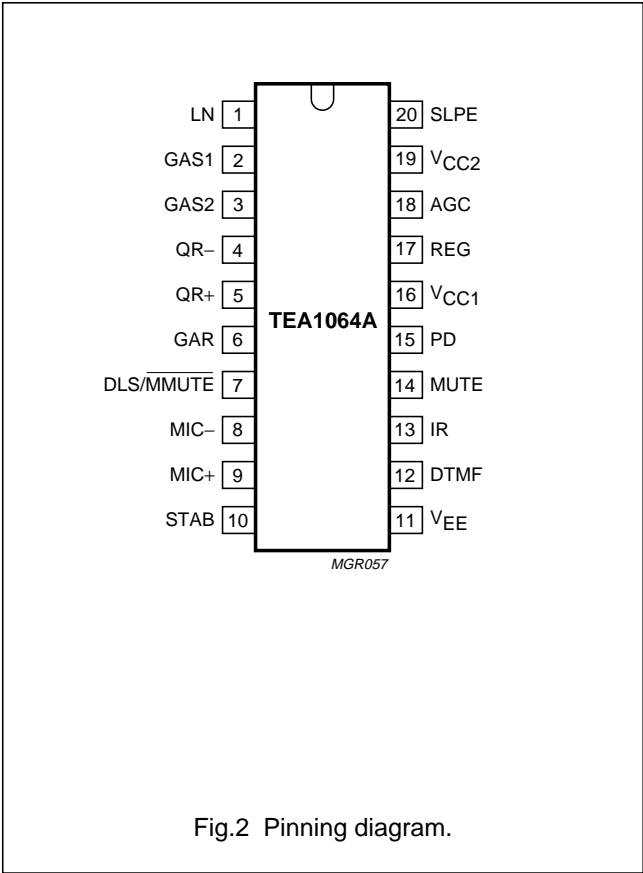 LN 1 20 SLPE
GAS1 2 19 VCC2
GAS2 3 18 AGC
QR− 4 17 REG
QR+ 5 16 VCC1
TEA1064A
GAR 6 15 PD
DLS/MMUTE 7 14 MUTE
MIC− 8 13 IR
MIC+ 9 12 DTMF
STAB 10 11 VEE
MGR057
Fig.2 Pinning diagram.